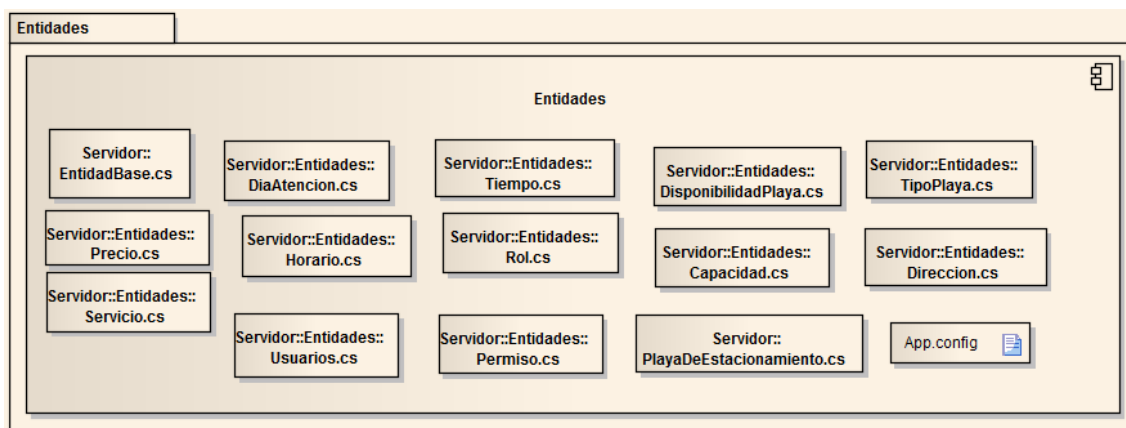 Entidades
Entidades
Servidor::
EntidadBase.cs
Servidor::Entidades::
DiaAtencion.cs
Servidor::Entidades::
Tiempo.cs
Servidor::Entidades::
DisponibilidadPlaya.cs
Servidor::Entidades::
TipoPlaya.cs
Servidor::Entidades::
Precio.cs
Servidor::Entidades::
Horario.cs
Servidor::Entidades::
Rol.cs
Servidor::Entidades::
Capacidad.cs
Servidor::Entidades::
Direccion.cs
Servidor::Entidades::
Servicio.cs
Servidor::Entidades::
Usuarios.cs
Servidor::Entidades::
Permiso.cs
Servidor::
PlayaDeEstacionamiento.cs
App.config